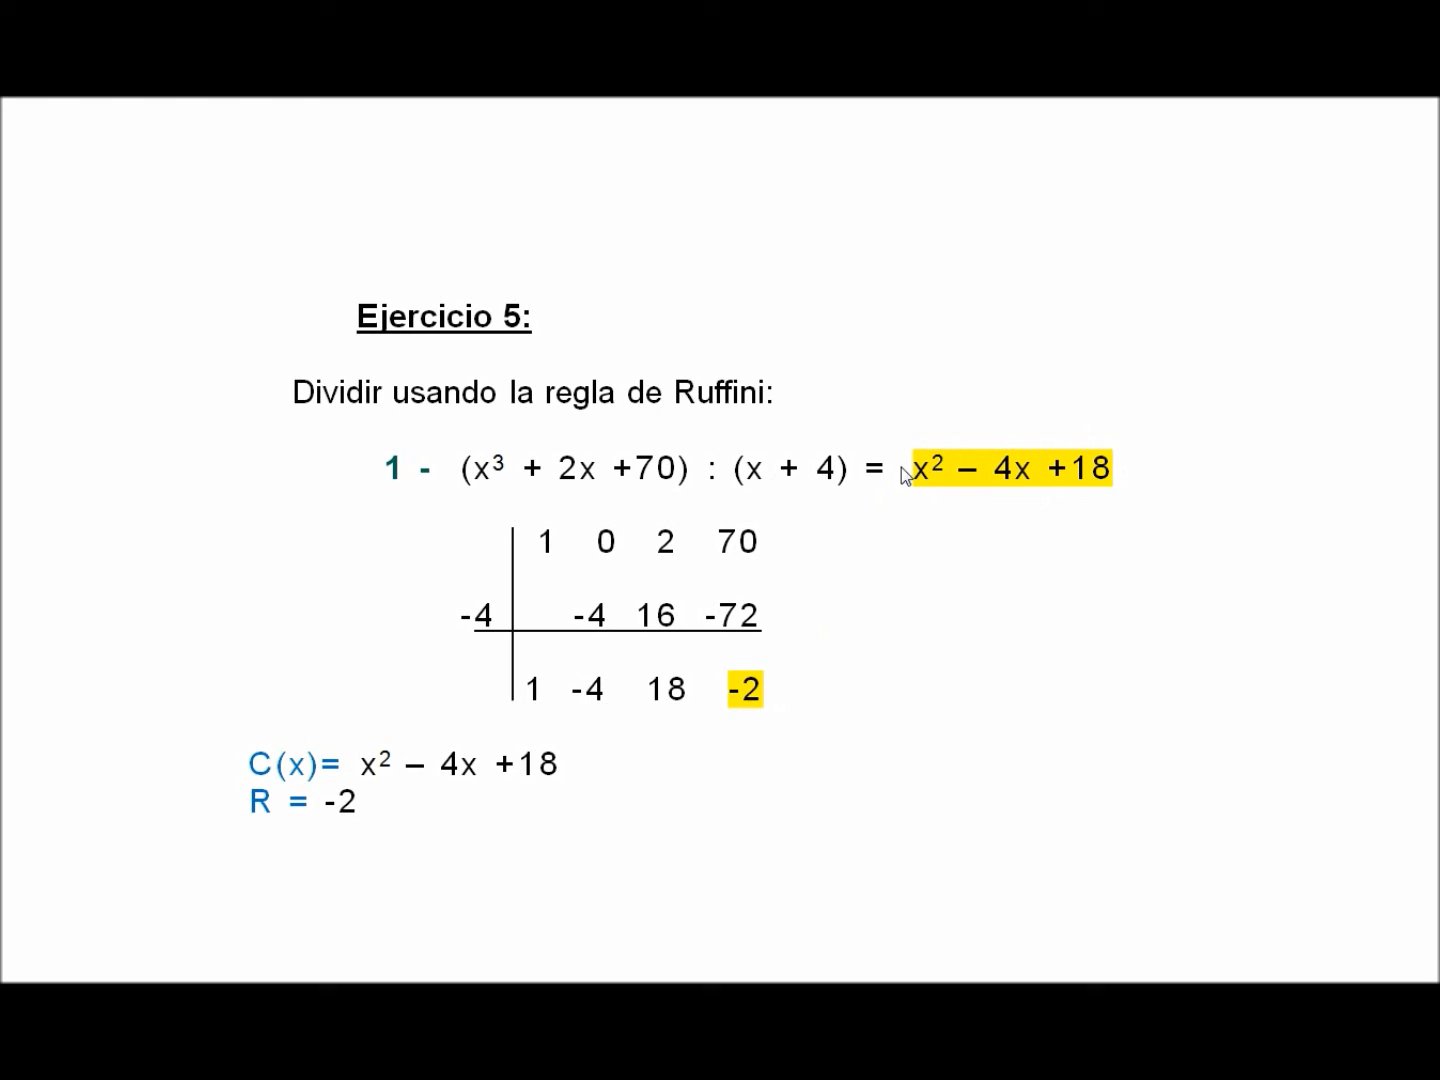 Ejercicio 5:
Dividir usando la regla de Ruffini:
1 - (x³ + 2x +70) : (x + 4) = x² – 4x +18
1 0 2 70
-4 -4 16 -72
1 -4 18 -2
C(x)= x² – 4x +18
R = -2